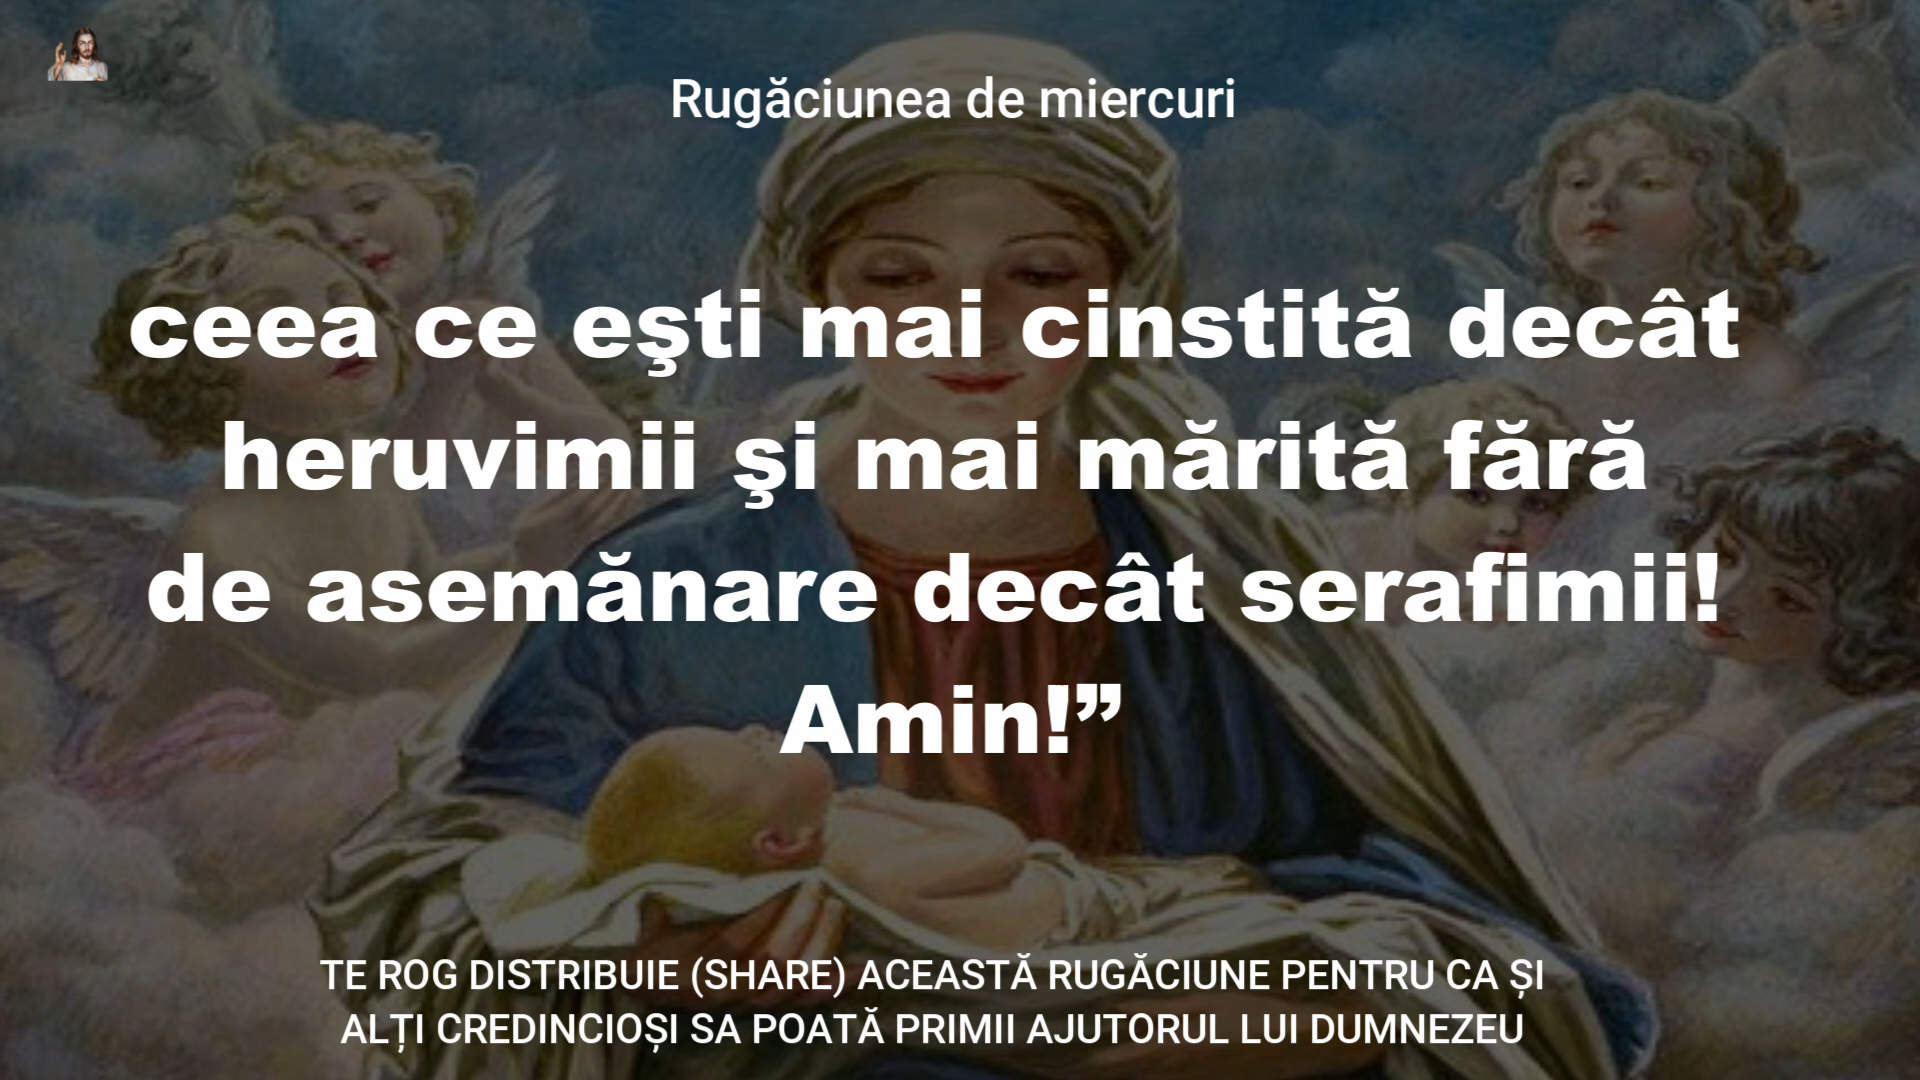 Rugăciunea de miercuri
ceea ce eşti mai cinstită decât
heruvimii şi mai mărită fără
de asemănare decât serafimii!
Amin!”
TE ROG DISTRIBUIE (SHARE) ACEASTĂ RUGĂCIUNE PENTRU CA ȘI
ALȚI CREDINCIOȘI SA POATĂ PRIMII AJUTORUL LUI DUMNEZEU